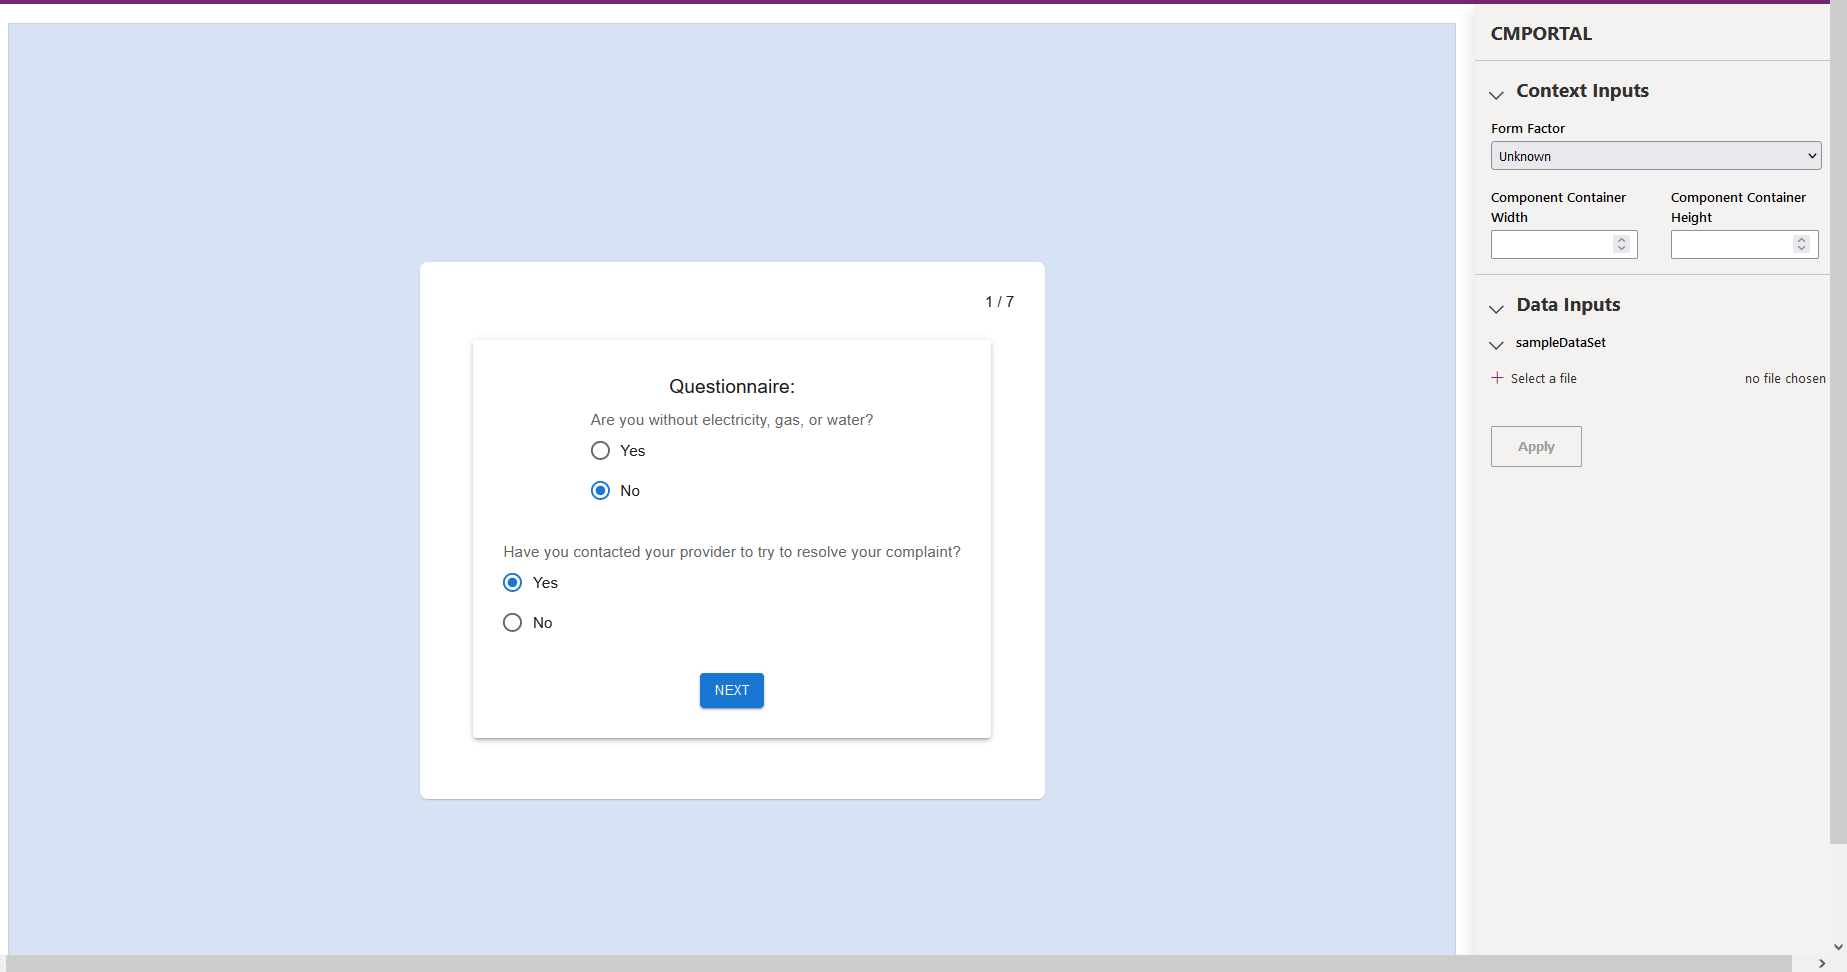 1 / 7
Questionnaire:
Are you without electricity, gas, or water?
Yes
No
Have you contacted your provider to try to resolve your complaint?
Yes
No
NEXT
CMPORTAL
Context Inputs
Form Factor
Unknown
Component Container Width
Component Container Height
Data Inputs
sampleDataSet
Select a file
no file chosen
Apply